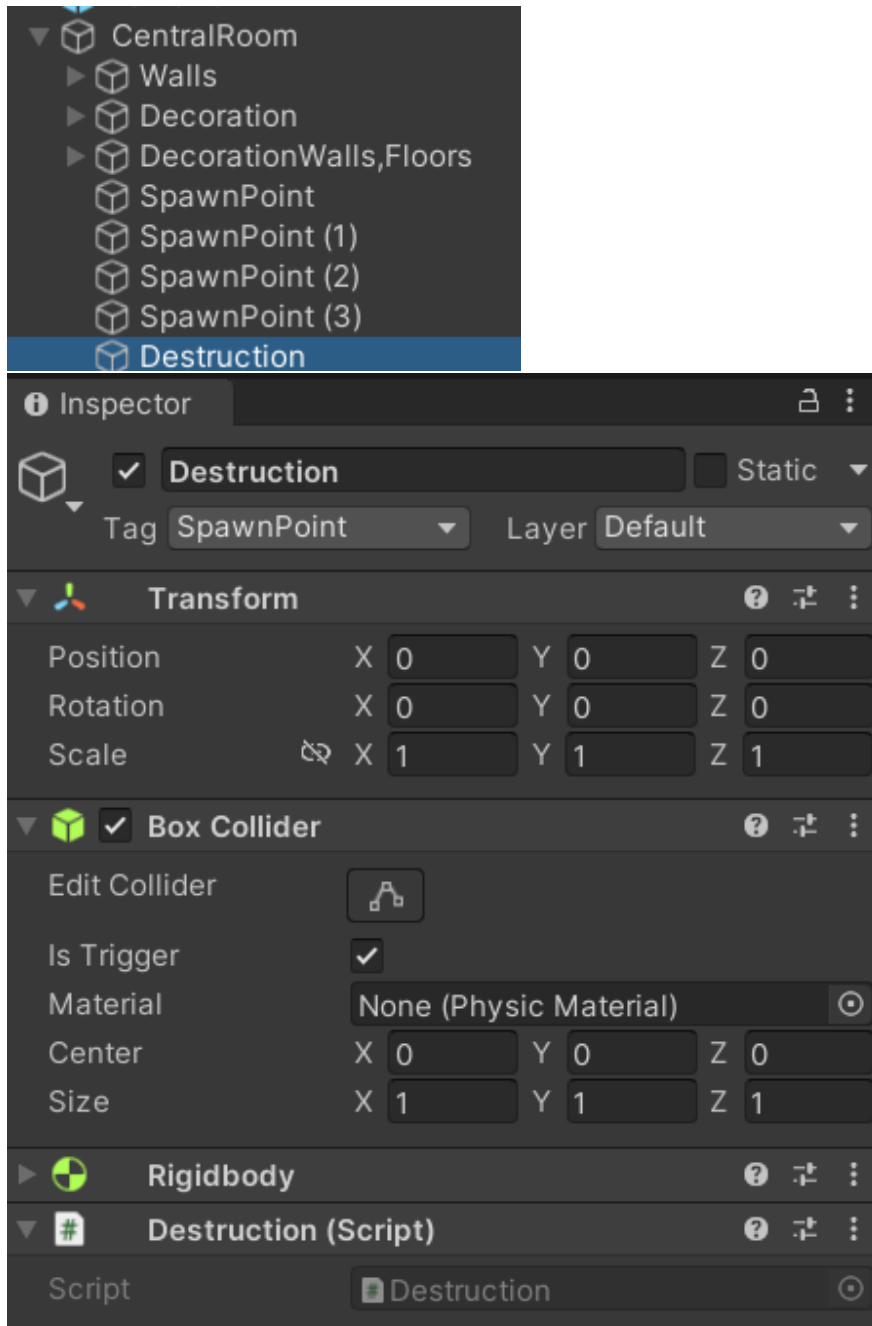 CentralRoom
Walls
Decoration
DecorationWalls,Floors
SpawnPoint
SpawnPoint (1)
SpawnPoint (2)
SpawnPoint (3)
Destruction
Inspector
Destruction Static
Tag SpawnPoint Layer Default
Transform
Position X 0 Y 0 Z 0
Rotation X 0 Y 0 Z 0
Scale X 1 Y 1 Z 1
Box Collider
Edit Collider
Is Trigger
Material None (Physic Material)
Center X 0 Y 0 Z 0
Size X 1 Y 1 Z 1
Rigidbody
# Destruction (Script)
Script # Destruction